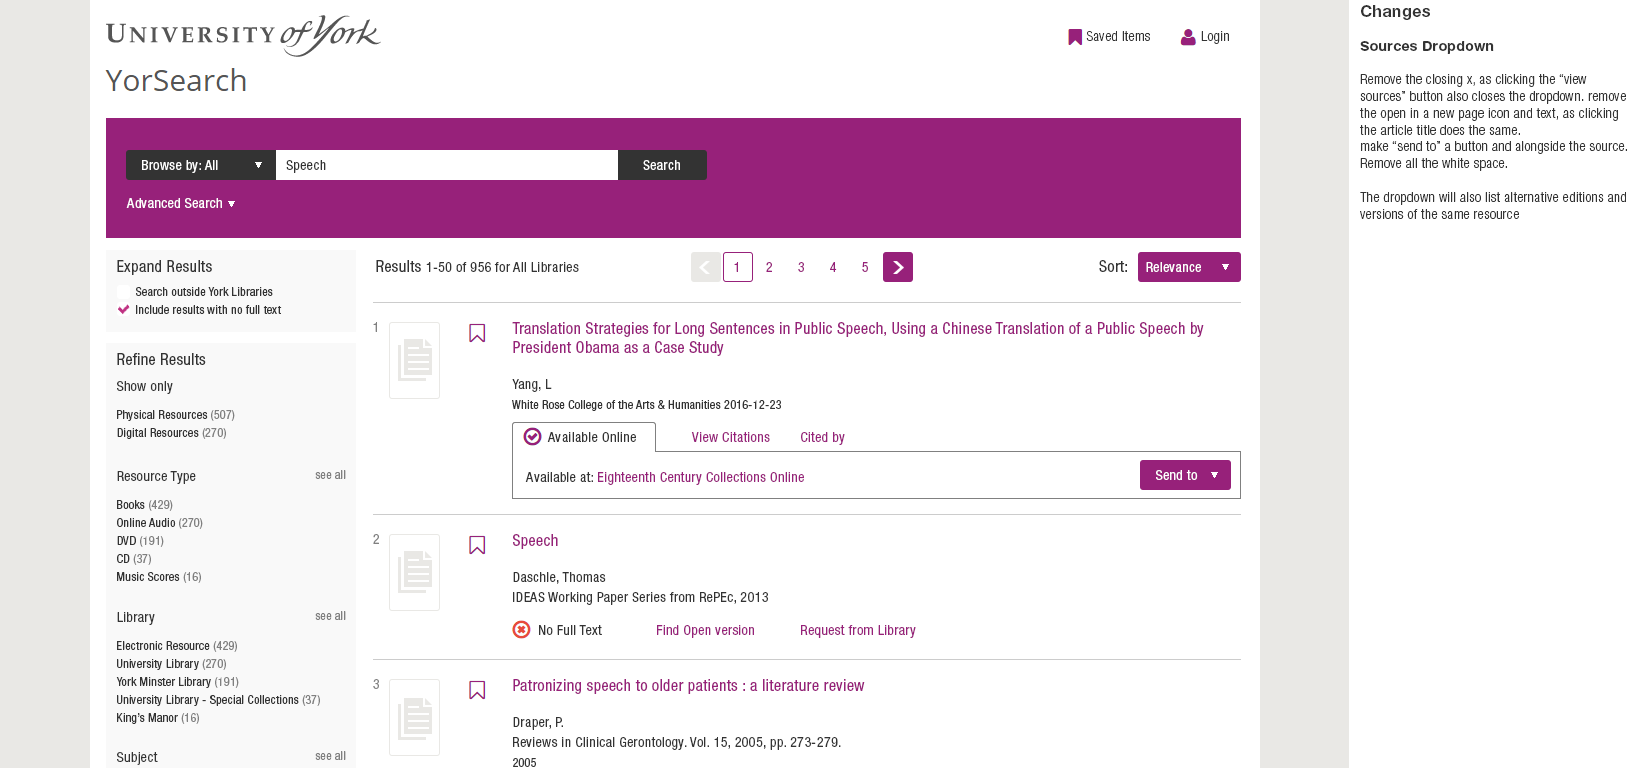 UNIVERSITY of York
YorSearch
Saved Items
Login
Browse by: All
Speech
Search
Advanced Search
Expand Results
Search outside York Libraries
Include results with no full text
Refine Results
Show only
Physical Resources (507)
Digital Resources (270)
Resource Type see all
Books (429)
Online Audio (270)
DVD (191)
CD (37)
Music Scores (16)
Library see all
Electronic Resource (429)
University Library (270)
York Minster Library (191)
University Library - Special Collections (37)
King's Manor (16)
Subject see all
Results 1-50 of 956 for All Libraries
1 2 3 4 5
Sort: Relevance
1
Translation Strategies for Long Sentences in Public Speech, Using a Chinese Translation of a Public Speech by
President Obama as a Case Study
Yang, L
White Rose College of the Arts & Humanities 2016-12-23
Available Online View Citations Cited by
Available at: Eighteenth Century Collections Online
Send to
2
Speech
Daschle, Thomas
IDEAS Working Paper Series from RePEc, 2013
No Full Text Find Open version Request from Library
3
Patronizing speech to older patients : a literature review
Draper, P.
Reviews in Clinical Gerontology. Vol. 15, 2005, pp. 273-279.
2005
Changes
Sources Dropdown
Remove the closing x, as clicking the “view
sources” button also closes the dropdown. remove
the open in a new page icon and text, as clicking
the article title does the same.
make “send to” a button and alongside the source.
Remove all the white space.
The dropdown will also list alternative editions and
versions of the same resource